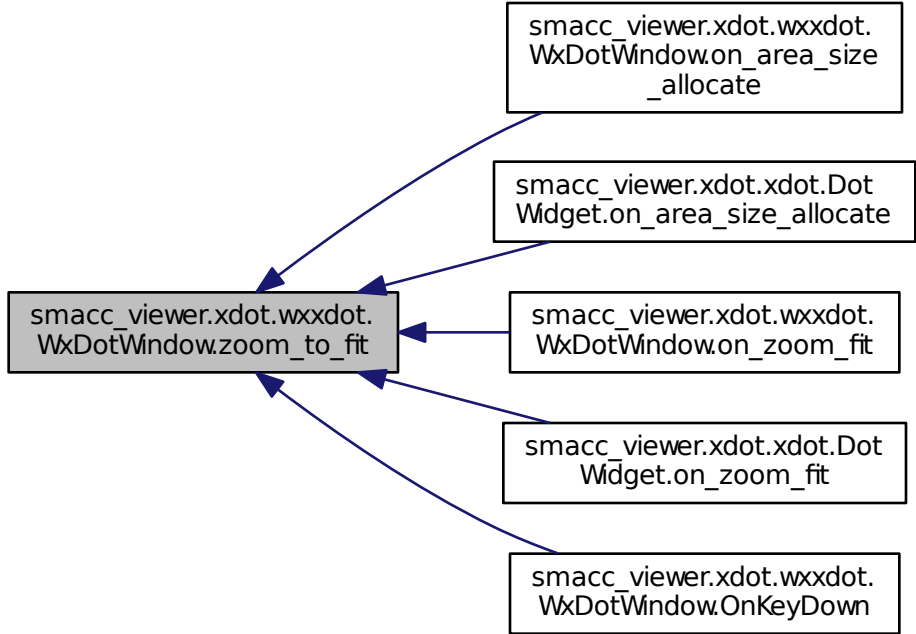 smacc_viewer.xdot.wxxdot.
WxDotWindow.on_area_size
_allocate
smacc_viewer.xdot.xdot.Dot
Widget.on_area_size_allocate
smacc_viewer.xdot.wxxdot.
WxDotWindow.zoom_to_fit
smacc_viewer.xdot.wxxdot.
WxDotWindow.on_zoom_fit
smacc_viewer.xdot.xdot.Dot
Widget.on_zoom_fit
smacc_viewer.xdot.wxxdot.
WxDotWindow.OnKeyDown